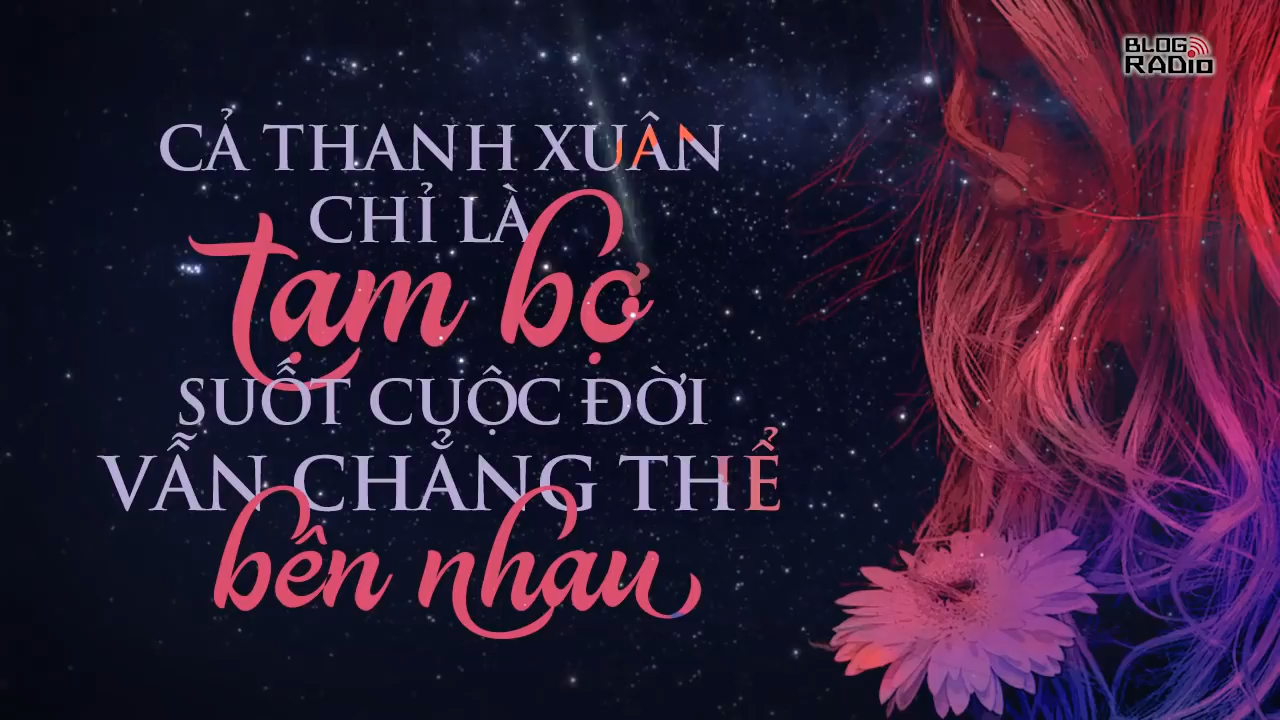 BLOG
RADIO
CẢ THANH XUÂN
CHỈ LÀ
tạm bợ
SUỐT CUỘC ĐỜI
VẪN CHẲNG THỂ
bên nhau